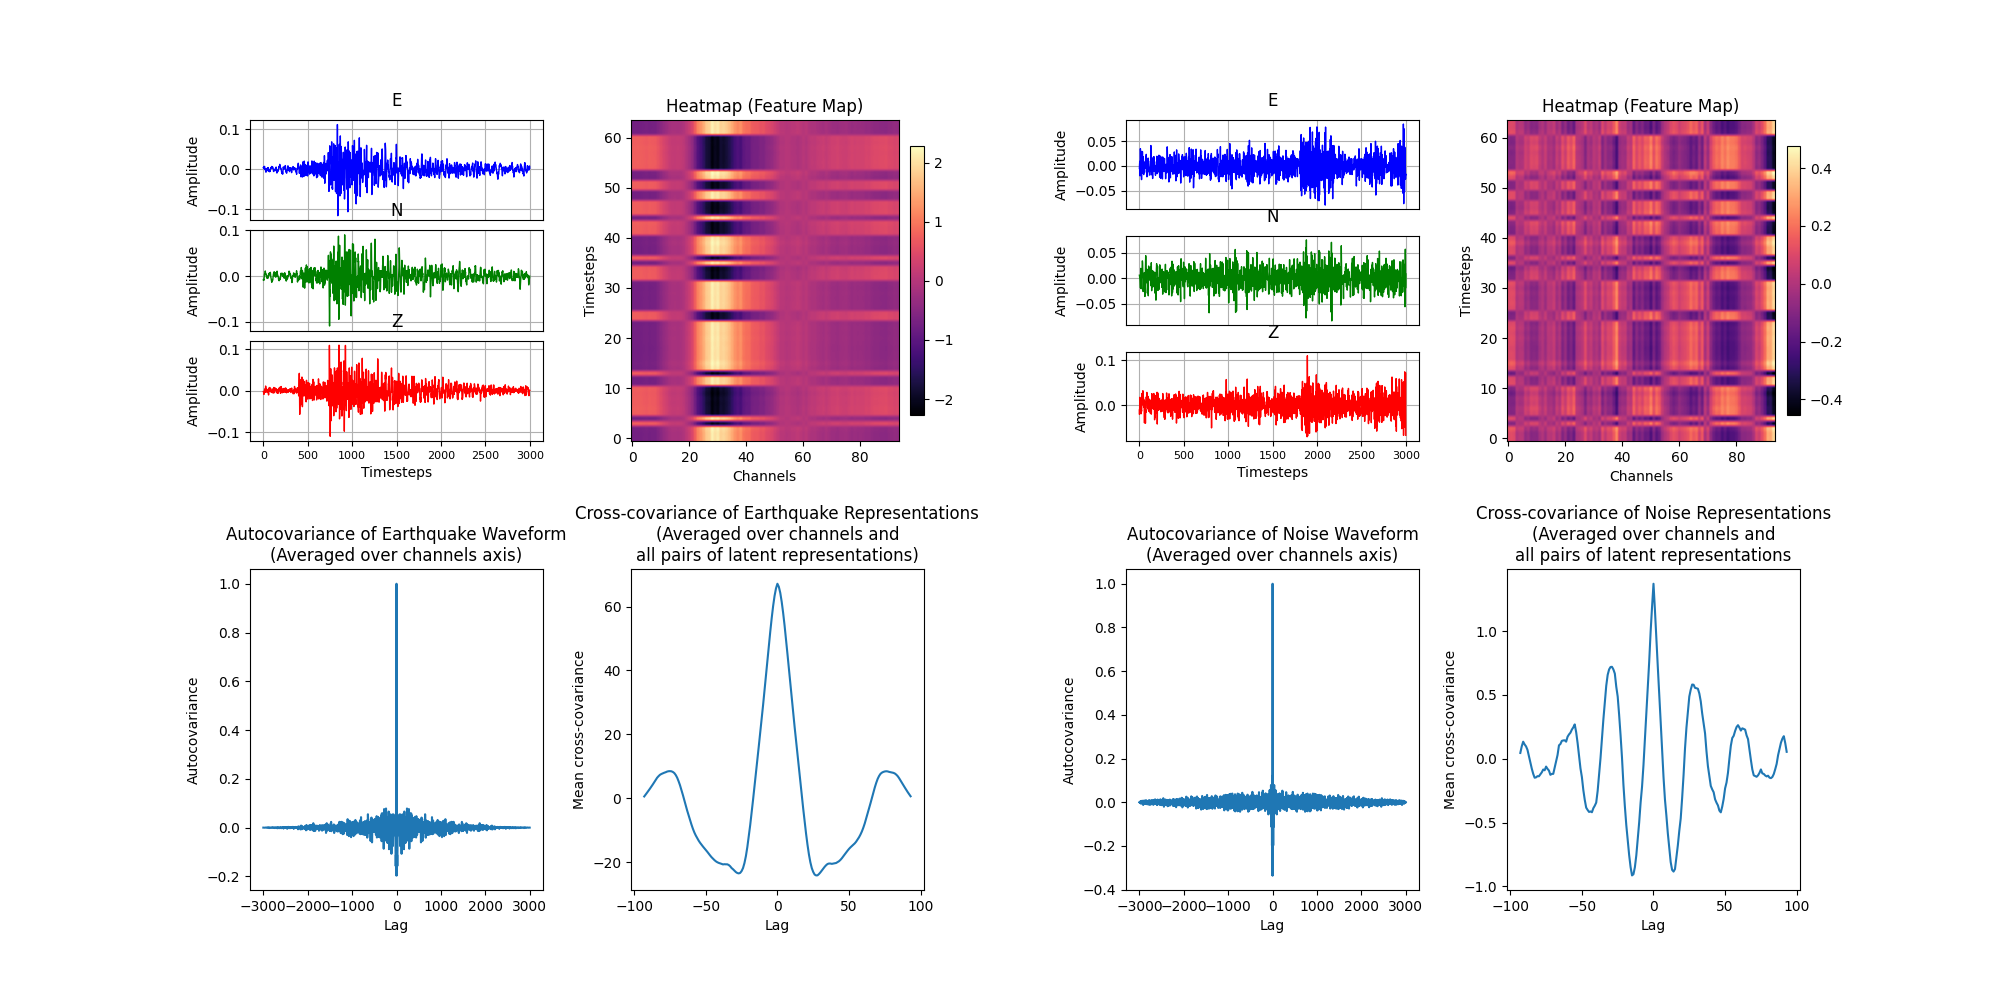 E
Amplitude
0.1
0.0
−0.1
N
Amplitude
0.1
0.0
−0.1
Z
Amplitude
0.1
0.0
−0.1
0 500 1000 1500 2000 2500 3000
Timesteps
Heatmap (Feature Map)
Timesteps
60
50
40
30
20
10
0
0 20 40 60 80
Channels
2
1
0
−1
−2
E
Amplitude
0.05
0.00
−0.05
N
Amplitude
0.05
0.00
−0.05
Z
Amplitude
0.1
0.0
0 500 1000 1500 2000 2500 3000
Timesteps
Heatmap (Feature Map)
Timesteps
60
50
40
30
20
10
0
0 20 40 60 80
Channels
0.4
0.2
0.0
−0.2
−0.4
Autocovariance of Earthquake Waveform
(Averaged over channels axis)
Autocovariance
1.0
0.8
0.6
0.4
0.2
0.0
−0.2
−3000 −2000 −1000 0 1000 2000 3000
Lag
Cross-covariance of Earthquake Representations
(Averaged over channels and
all pairs of latent representations)
Mean cross-covariance
60
40
20
0
−20
−100 −50 0 50 100
Lag
Autocovariance of Noise Waveform
(Averaged over channels axis)
Autocovariance
1.0
0.8
0.6
0.4
0.2
0.0
−0.2
−0.4
−3000 −2000 −1000 0 1000 2000 3000
Lag
Cross-covariance of Noise Representations
(Averaged over channels and
all pairs of latent representations
Mean cross-covariance
1.0
0.5
0.0
−0.5
−1.0
−100 −50 0 50 100
Lag